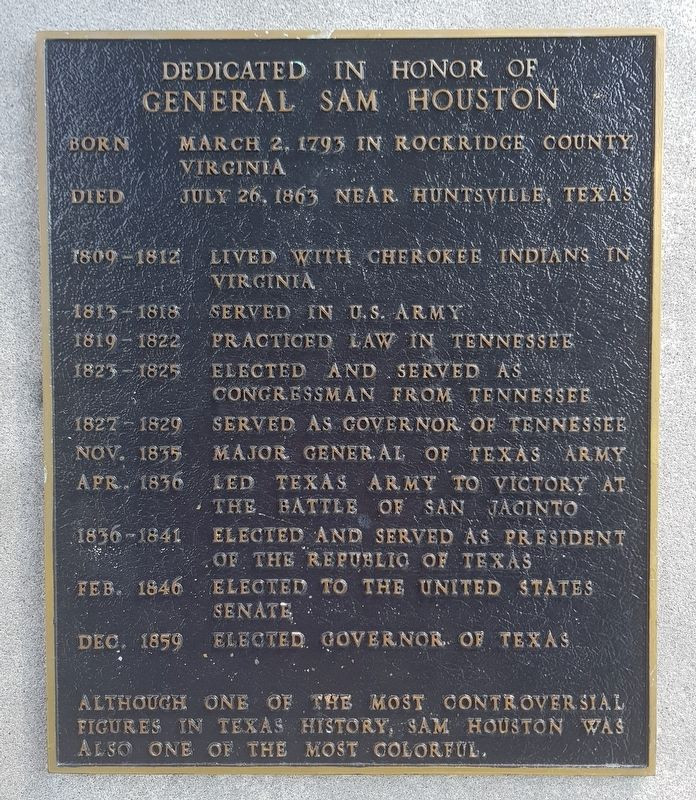 DEDICATED IN HONOR OF
GENERAL SAM HOUSTON
BORN MARCH 2, 1793 IN ROCKRIDGE COUNTY,
VIRGINIA
DIED JULY 26, 1863 NEAR HUNTSVILLE, TEXAS
1809-1812 LIVED WITH CHEROKEE INDIANS IN
VIRGINIA
1813-1818 SERVED IN U.S. ARMY
1819-1822 PRACTICED LAW IN TENNESSEE
1823-1825 ELECTED AND SERVED AS
CONGRESSMAN FROM TENNESSEE
1827-1829 SERVED AS GOVERNOR OF TENNESSEE
NOV. 1835 MAJOR GENERAL OF TEXAS ARMY
APR. 1836 LED TEXAS ARMY TO VICTORY AT
THE BATTLE OF SAN JACINTO
1836-1841 ELECTED AND SERVED AS PRESIDENT
OF THE REPUBLIC OF TEXAS
FEB. 1846 ELECTED TO THE UNITED STATES
SENATE
DEC. 1859 ELECTED GOVERNOR OF TEXAS
ALTHOUGH ONE OF THE MOST CONTROVERSIAL
FIGURES IN TEXAS HISTORY, SAM HOUSTON WAS
ALSO ONE OF THE MOST COLORFUL.